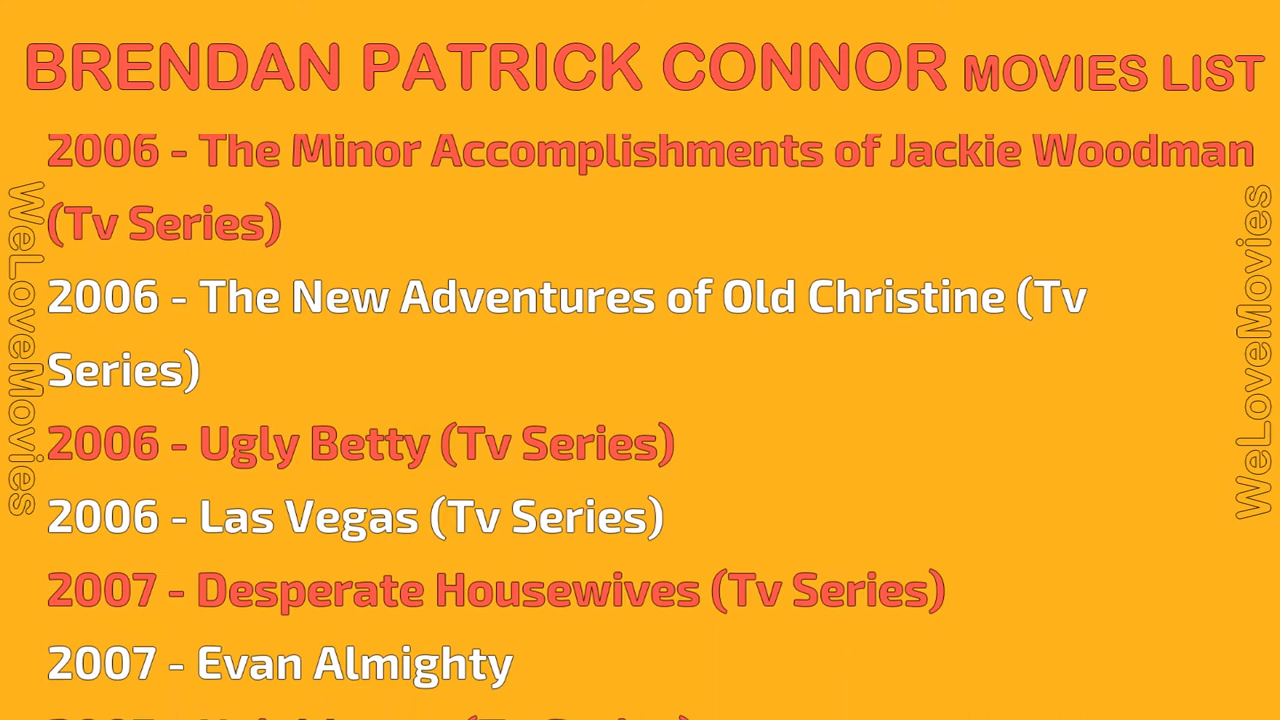 BRENDAN PATRICK CONNOR MOVIES LIST
2006 - The Minor Accomplishments of Jackie Woodman
(Tv Series)
2006 - The New Adventures of Old Christine (Tv
Series)
2006 - Ugly Betty (Tv Series)
2006 - Las Vegas (Tv Series)
2007 - Desperate Housewives (Tv Series)
2007 - Evan Almighty
WeLoveMovies
WeLoveMovies